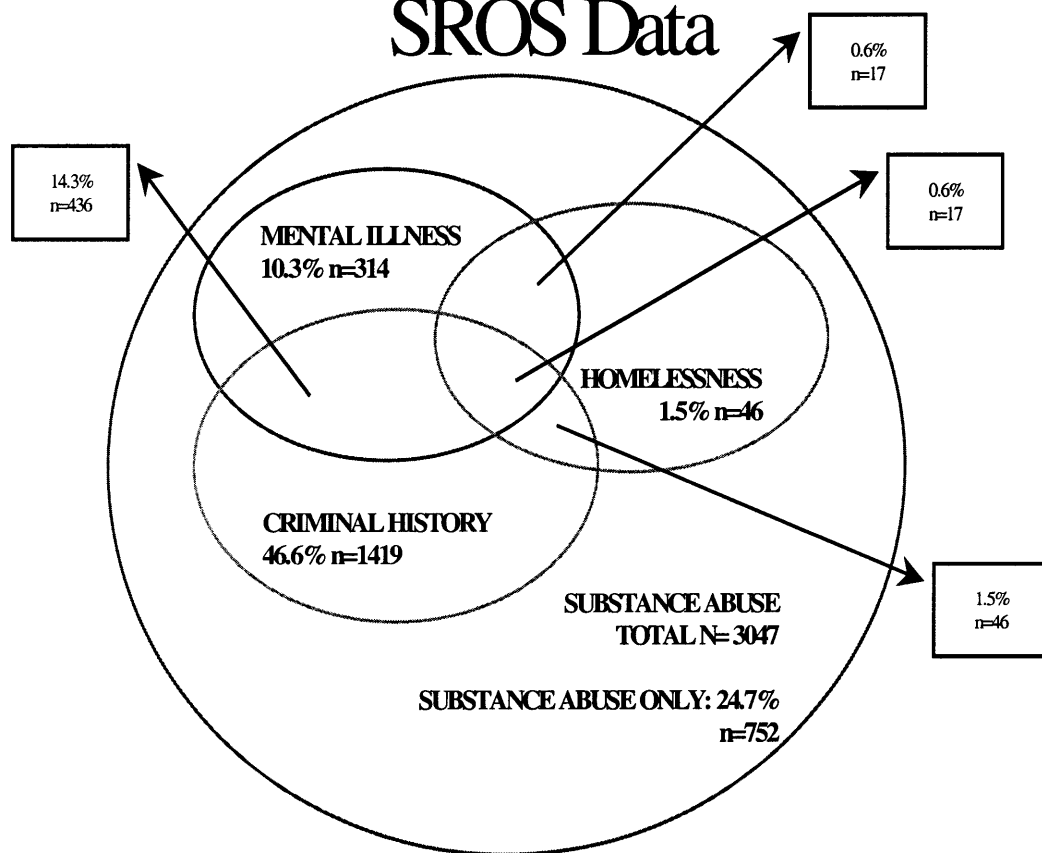 SROS Data
0.6%
n=17
14.3%
n=436
0.6%
n=17
MENTAL ILLNESS
10.3% n=314
HOMELESSNESS
1.5% n=46
CRIMINAL HISTORY
46.6% n=1419
1.5%
n=46
SUBSTANCE ABUSE
TOTAL N= 3047
SUBSTANCE ABUSE ONLY: 24.7%
n=752